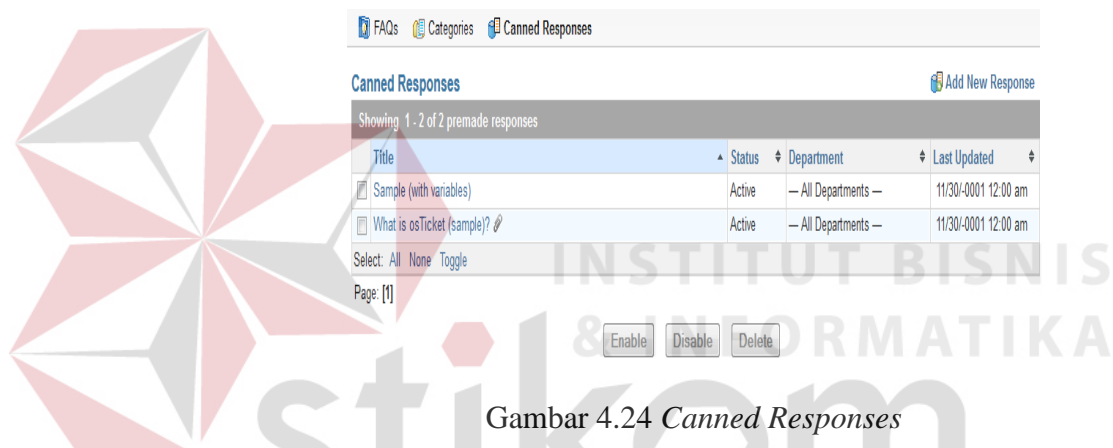 FAQs Categories Canned Responses
Canned Responses Add New Response
Showing 1 - 2 of 2 premade responses
Title Status Department Last Updated
Sample (with variables) Active — All Departments — 11/30/-0001 12:00 am
What is osTicket (sample)? Active — All Departments — 11/30/-0001 12:00 am
Select: All None Toggle
Page: [1]
Enable Disable Delete
INSTITUT BISNIS
& INFORMATIKA
stikom
Gambar 4.24 Canned Responses